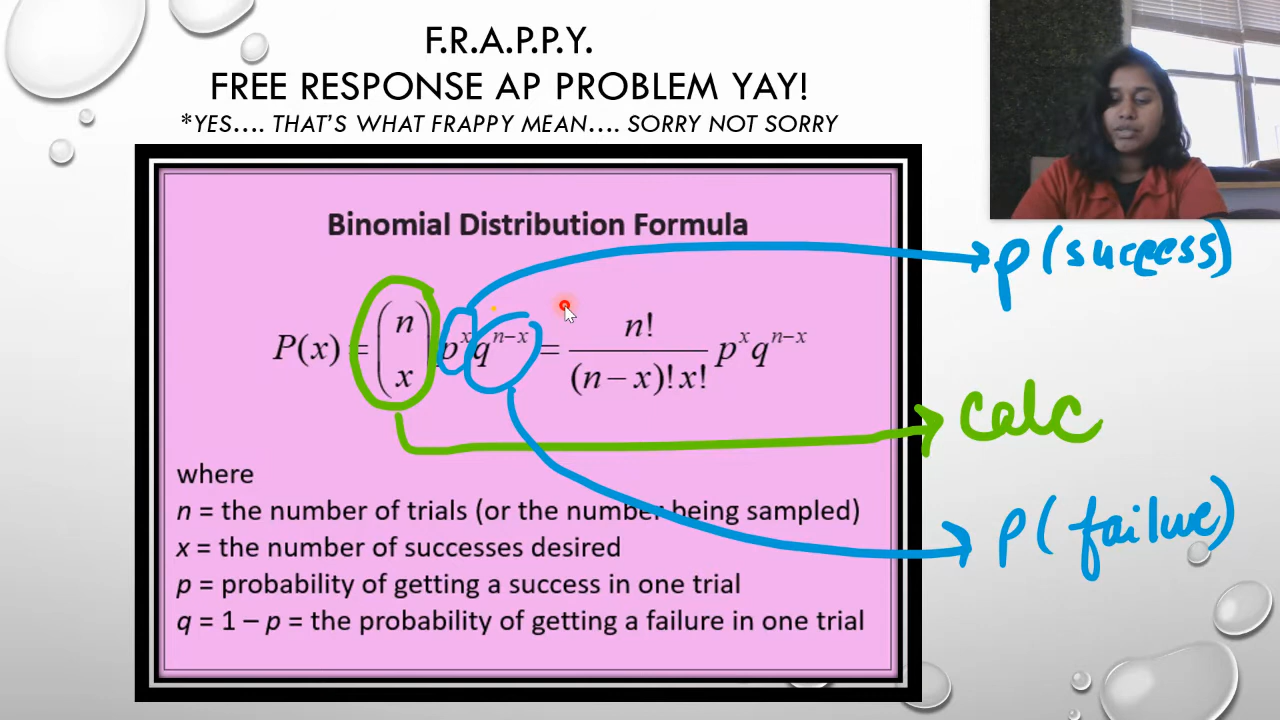 F.R.A.P.P.Y.
FREE RESPONSE AP PROBLEM YAY!
*YES.... THAT'S WHAT FRAPPY MEAN.... SORRY NOT SORRY
Binomial Distribution Formula
P(x) = (n x) p^x q^{n−x} = n! / (n − x)! x! p^x q^{n−x}
p(success)
calc
p(failure)
where
n = the number of trials (or the number being sampled)
x = the number of successes desired
p = probability of getting a success in one trial
q = 1 – p = the probability of getting a failure in one trial